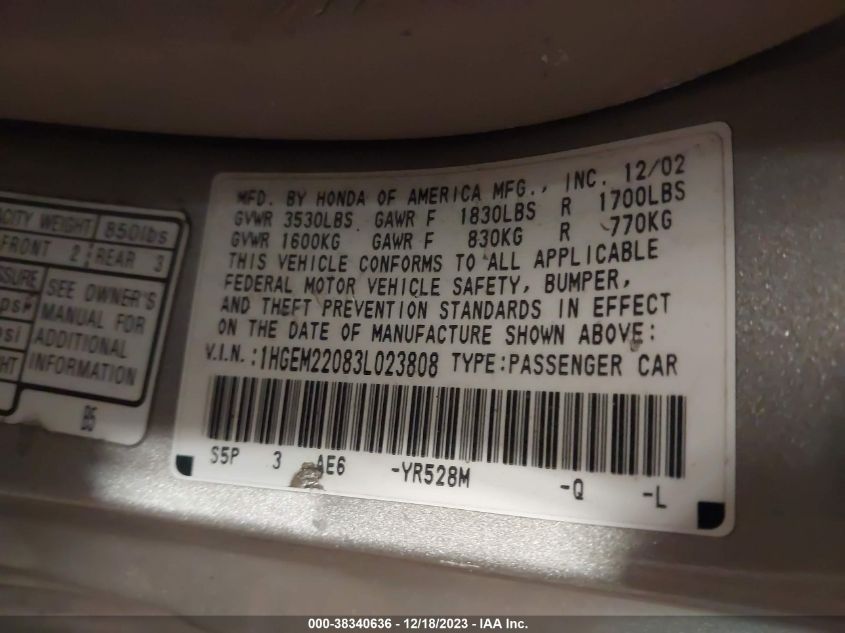 MFD. BY HONDA OF AMERICA MFG., INC. 12/02
GVWR 3530LBS GAWR F 1830LBS R 1700LBS
GVWR 1600KG GAWR F 830KG R 770KG
THIS VEHICLE CONFORMS TO ALL APPLICABLE
FEDERAL MOTOR VEHICLE SAFETY, BUMPER,
AND THEFT PREVENTION STANDARDS IN EFFECT
ON THE DATE OF MANUFACTURE SHOWN ABOVE:
V.I.N.:1HGEM22083L023808 TYPE:PASSENGER CAR
S5P 3 AE6 -YR528M -Q -L
WEIGHT 850lbs
FRONT 2 REAR 3
SEE OWNER'S
MANUAL FOR
ADDITIONAL
INFORMATION
B5
000-38340636 - 12/18/2023 - IAA Inc.